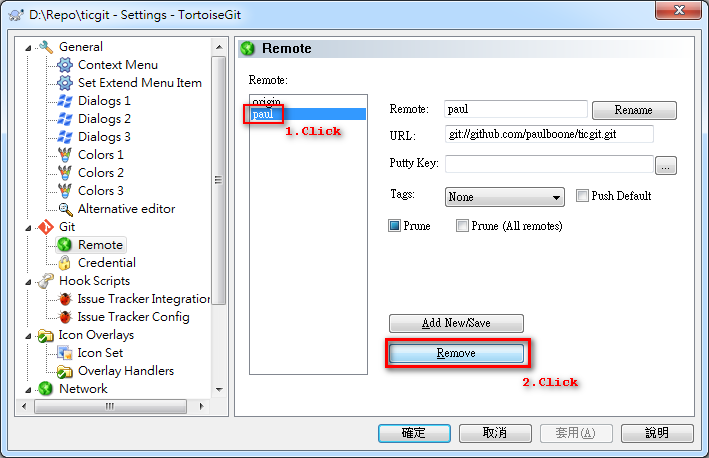 D:\Repo\ticgit - Settings - TortoiseGit
General
Context Menu
Set Extend Menu Item
Dialogs 1
Dialogs 2
Dialogs 3
Colors 1
Colors 2
Colors 3
Alternative editor
Git
Remote
Credential
Hook Scripts
Issue Tracker Integration
Issue Tracker Config
Icon Overlays
Icon Set
Overlay Handlers
Network
Remote
Remote:
origin
paul
1.Click
Remote: paul Rename
URL: git://github.com/paulboone/ticgit.git
Putty Key: ...
Tags: None Push Default
Prune Prune (All remotes)
Add New/Save
Remove
2.Click
確定 取消 套用(A) 說明